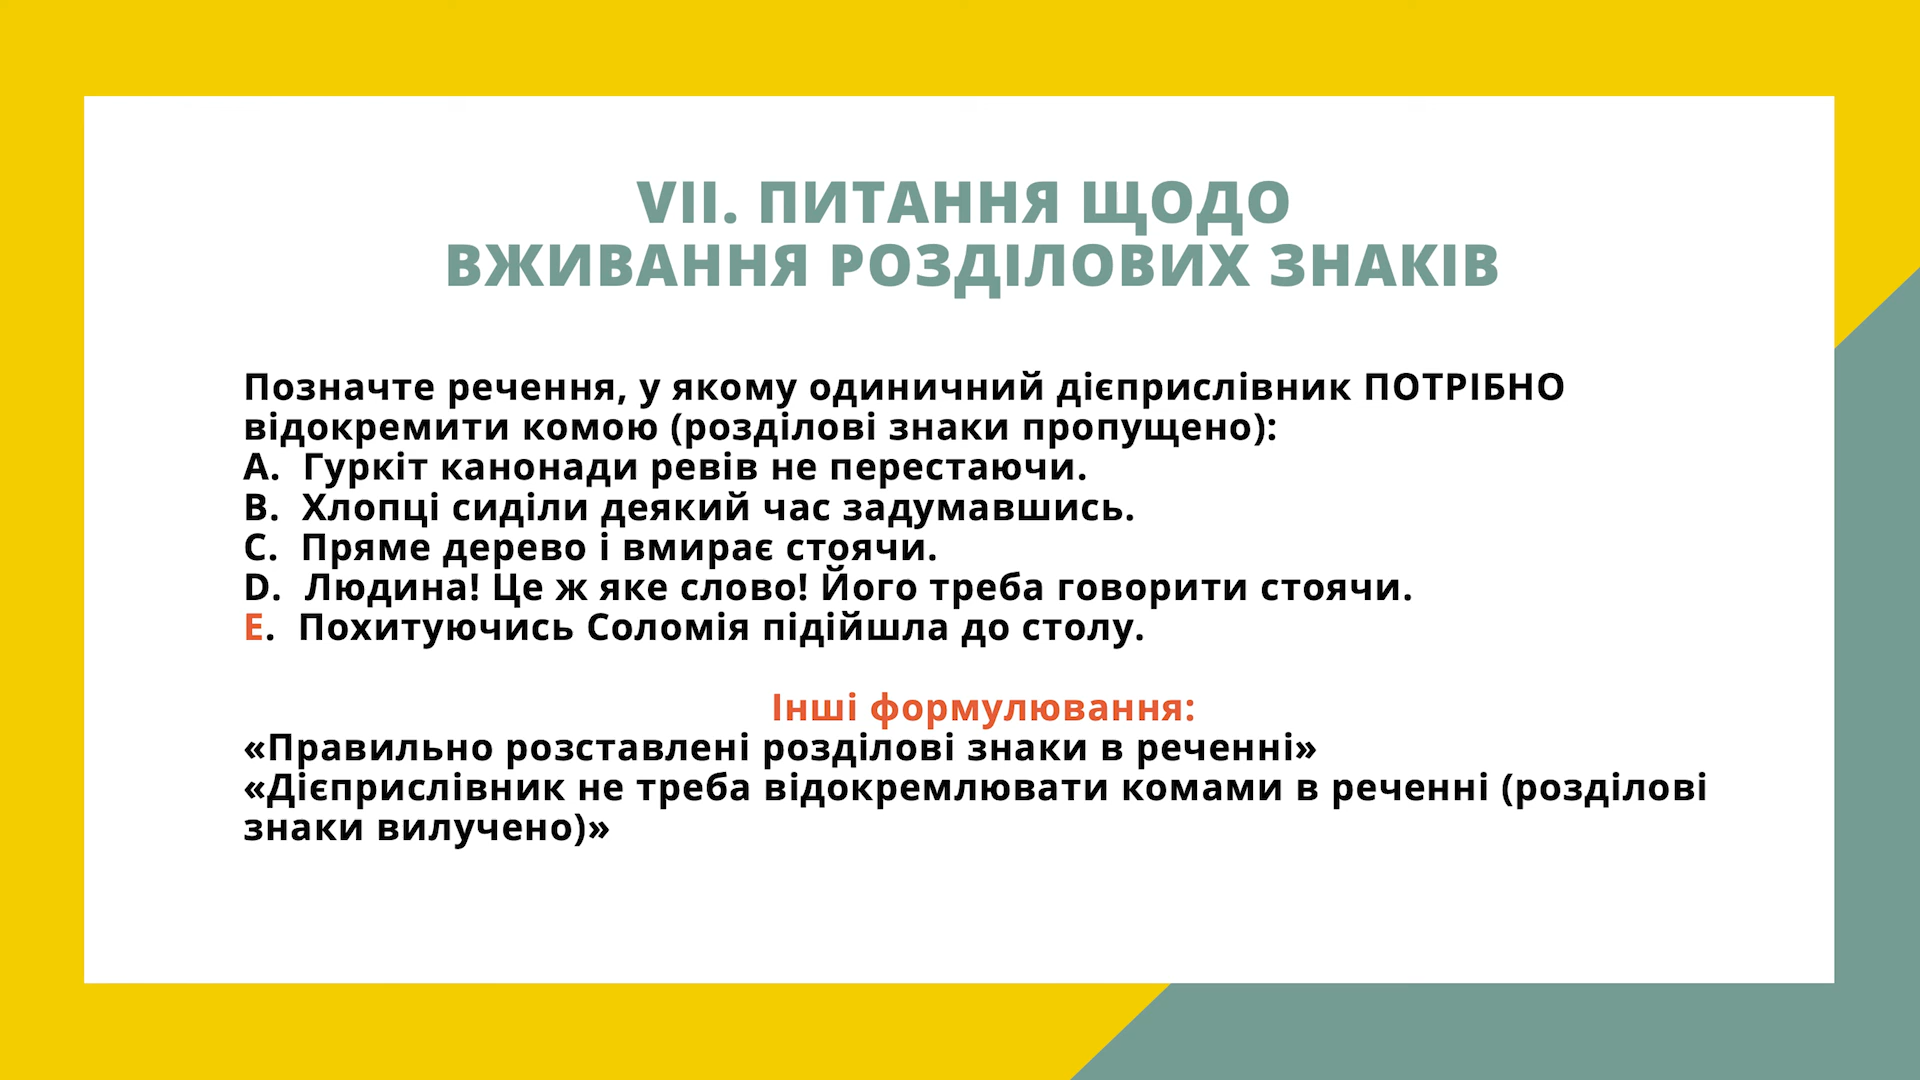 VII. ПИТАННЯ ЩОДО
ВЖИВАННЯ РОЗДІЛОВИХ ЗНАКІВ
Позначте речення, у якому одиничний дієприслівник ПОТРІБНО
відокремити комою (розділові знаки пропущено):
A. Гуркіт канонади ревів не перестаючи.
B. Хлопці сиділи деякий час задумавшись.
C. Пряме дерево і вмирає стоячи.
D. Людина! Це ж яке слово! Його треба говорити стоячи.
E. Похитуючись Соломія підійшла до столу.
Інші формулювання:
«Правильно розставлені розділові знаки в реченні»
«Дієприслівник не треба відокремлювати комами в реченні (розділові
знаки вилучено)»